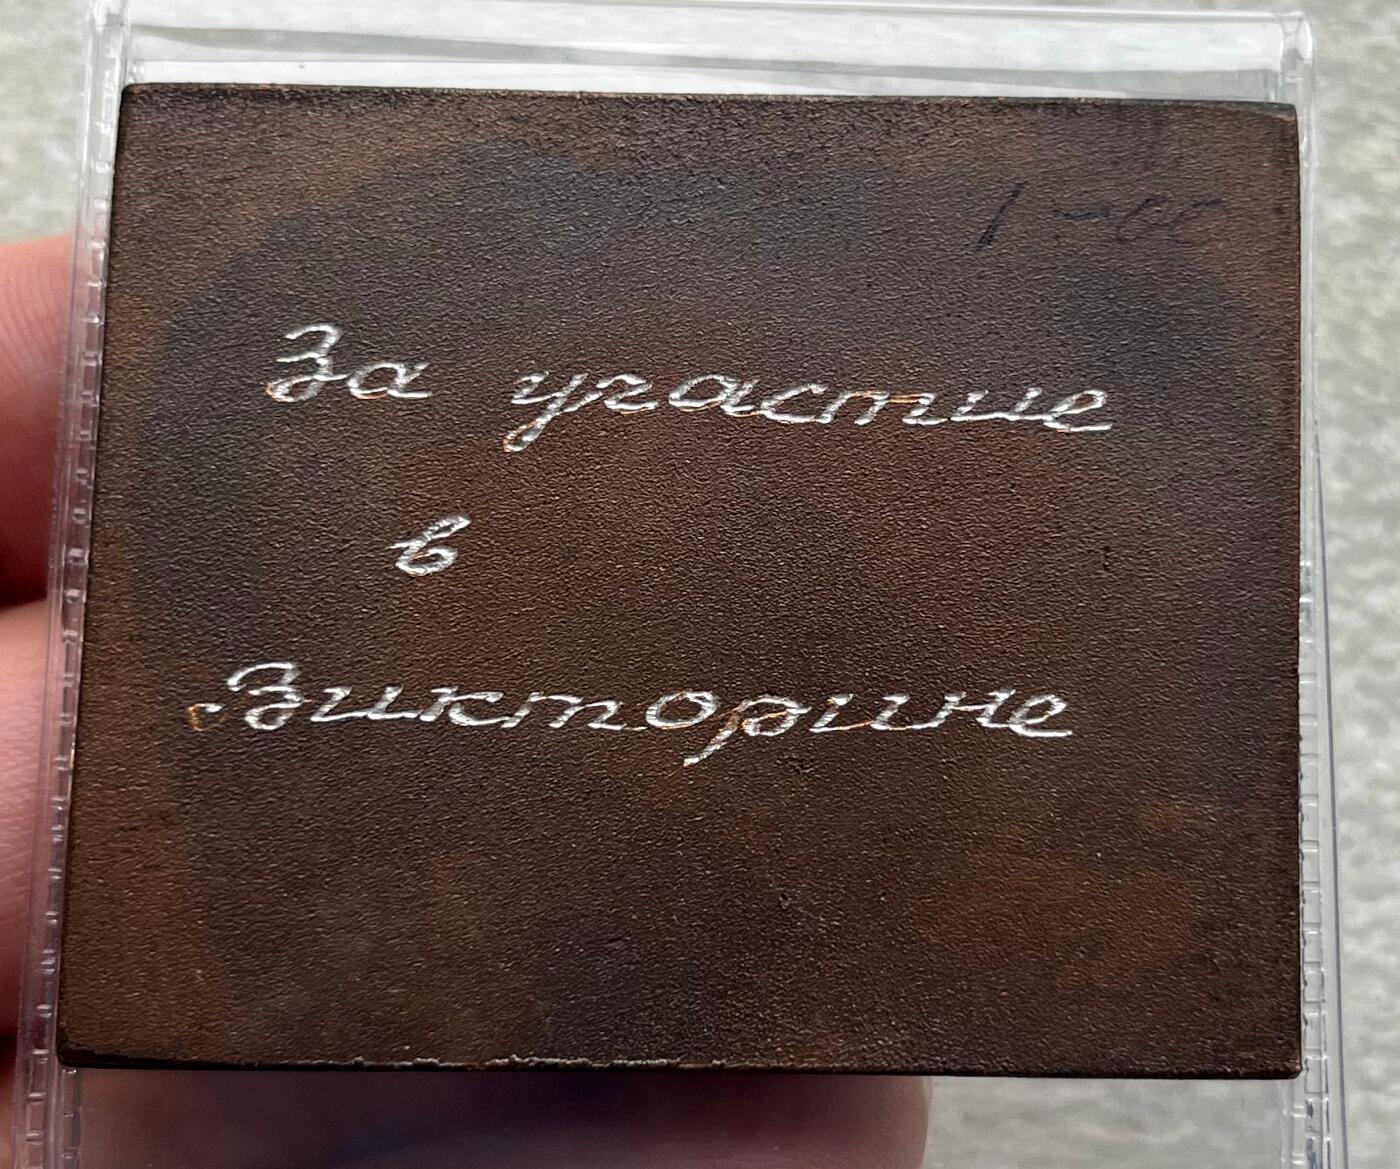 За участие
в
Викторине